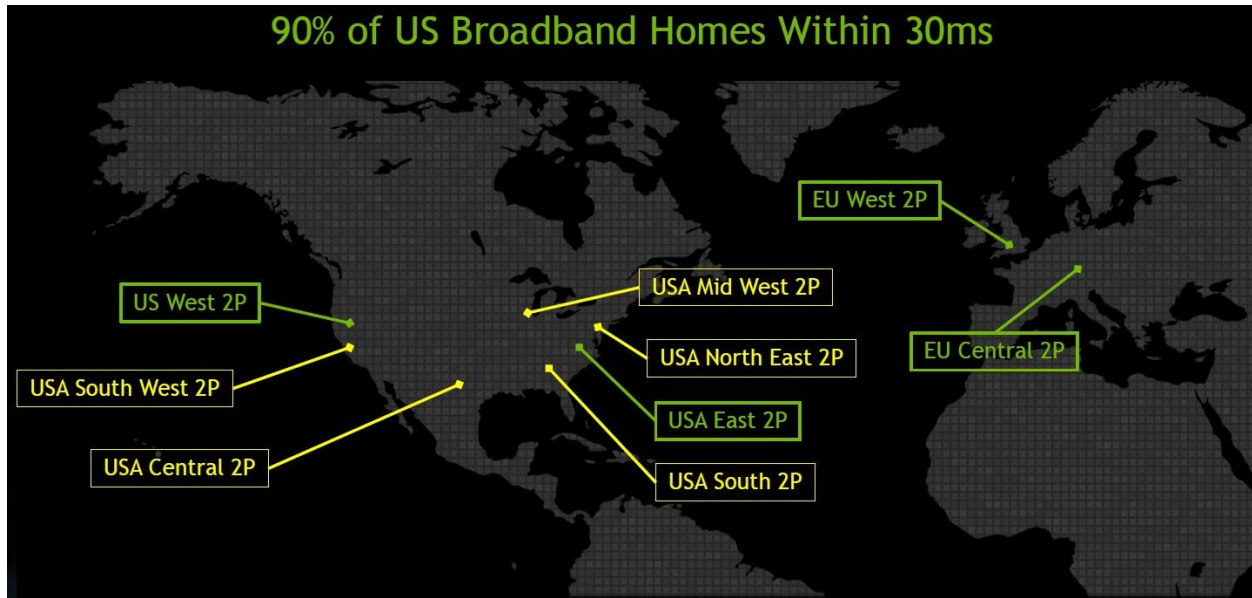 90% of US Broadband Homes Within 30ms
EU West 2P
USA Mid West 2P
US West 2P
USA North East 2P
EU Central 2P
USA South West 2P
USA East 2P
USA Central 2P
USA South 2P